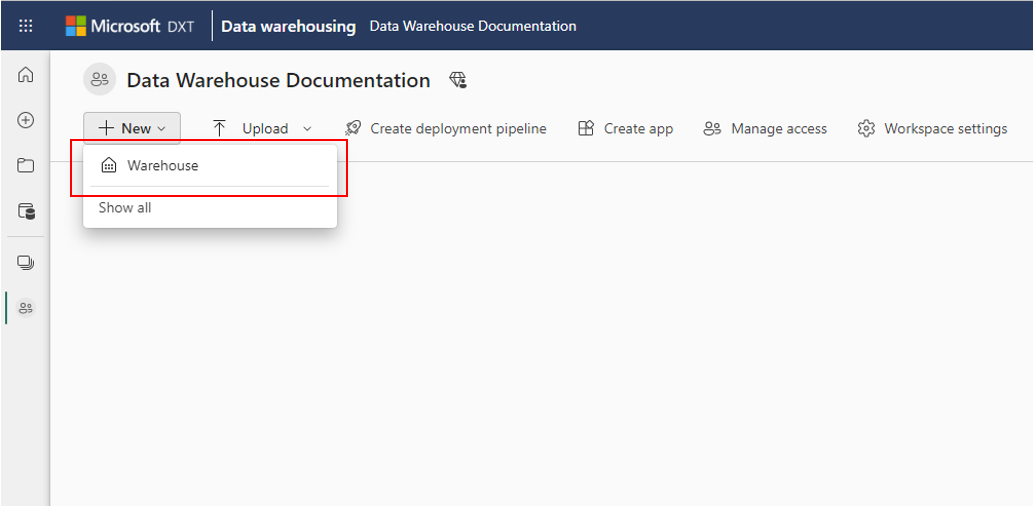 Microsoft DXT Data warehousing Data Warehouse Documentation
Data Warehouse Documentation
New Upload Create deployment pipeline Create app Manage access Workspace settings
Warehouse
Show all